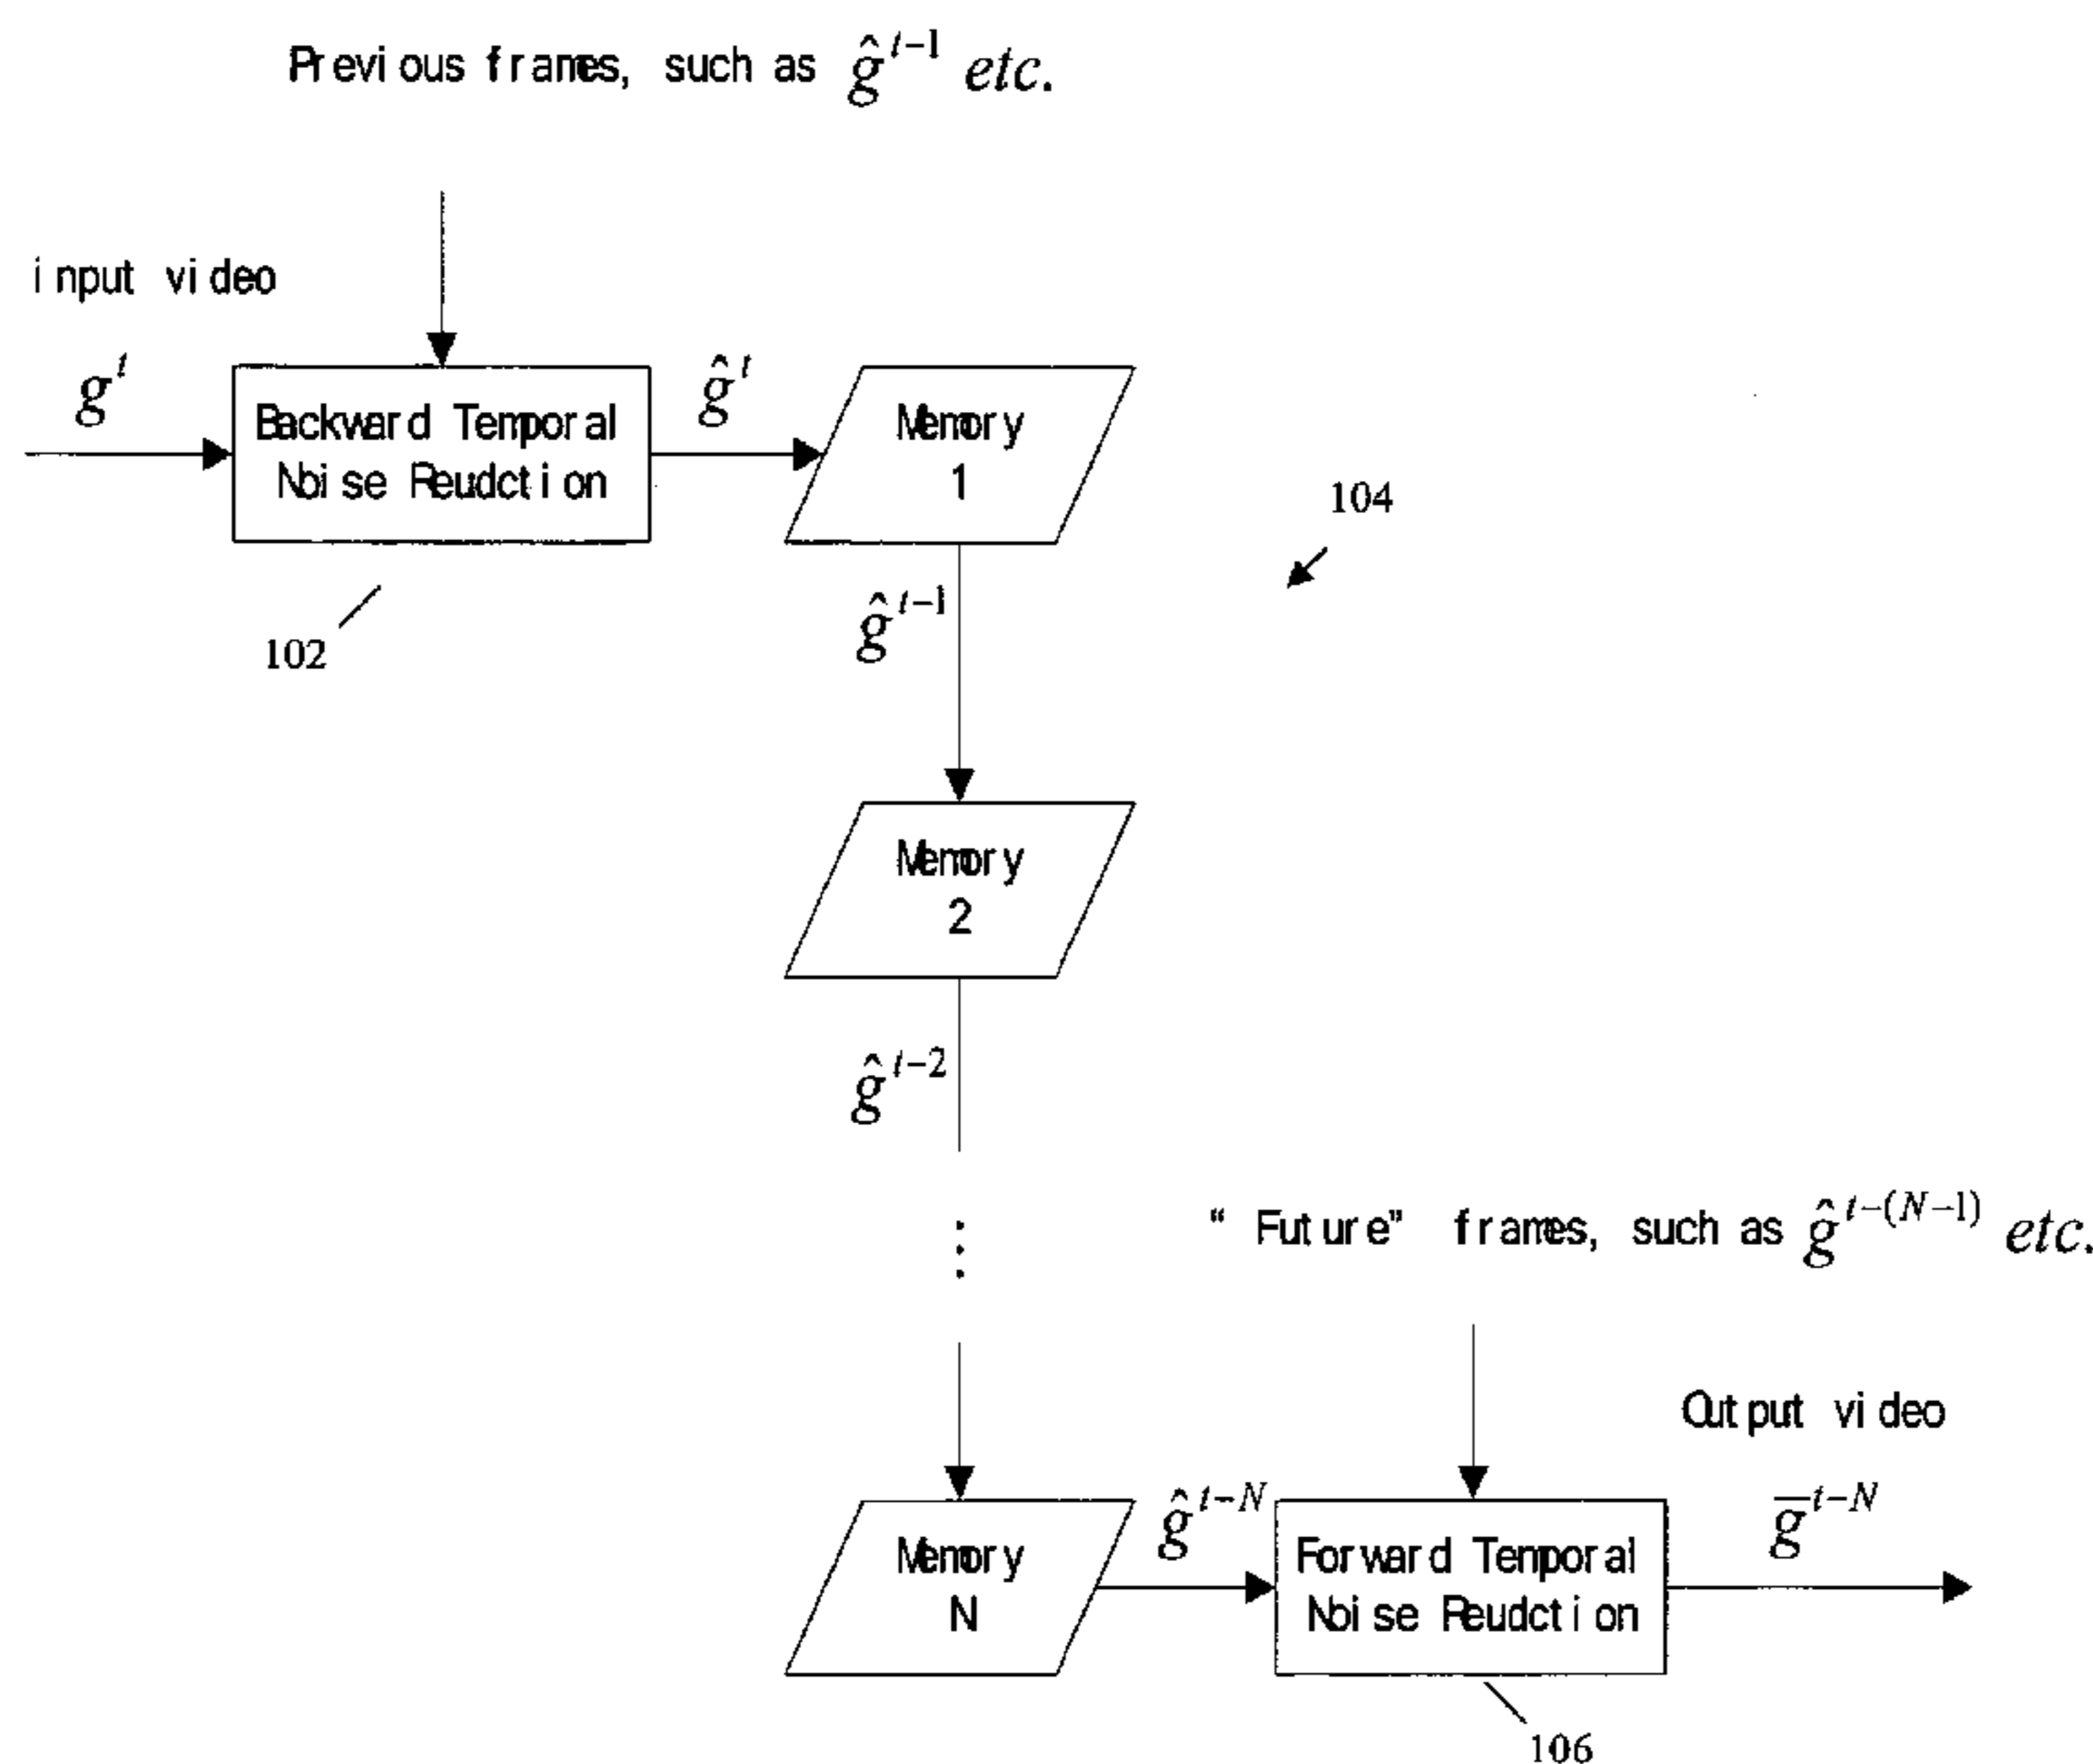 Previous frames, such as ĝ^{t-1} etc.
input video
g^t
Backward Temporal
Noise Reudction
ĝ^t
Memory
1
104
102
ĝ^{t-1}
Memory
2
ĝ^{t-2}
⋮
"Future" frames, such as ĝ^{t-(N-1)} etc.
Output video
Memory
N
ĝ^{t-N}
Forward Temporal
Noise Reudction
g̅^{t-N}
106